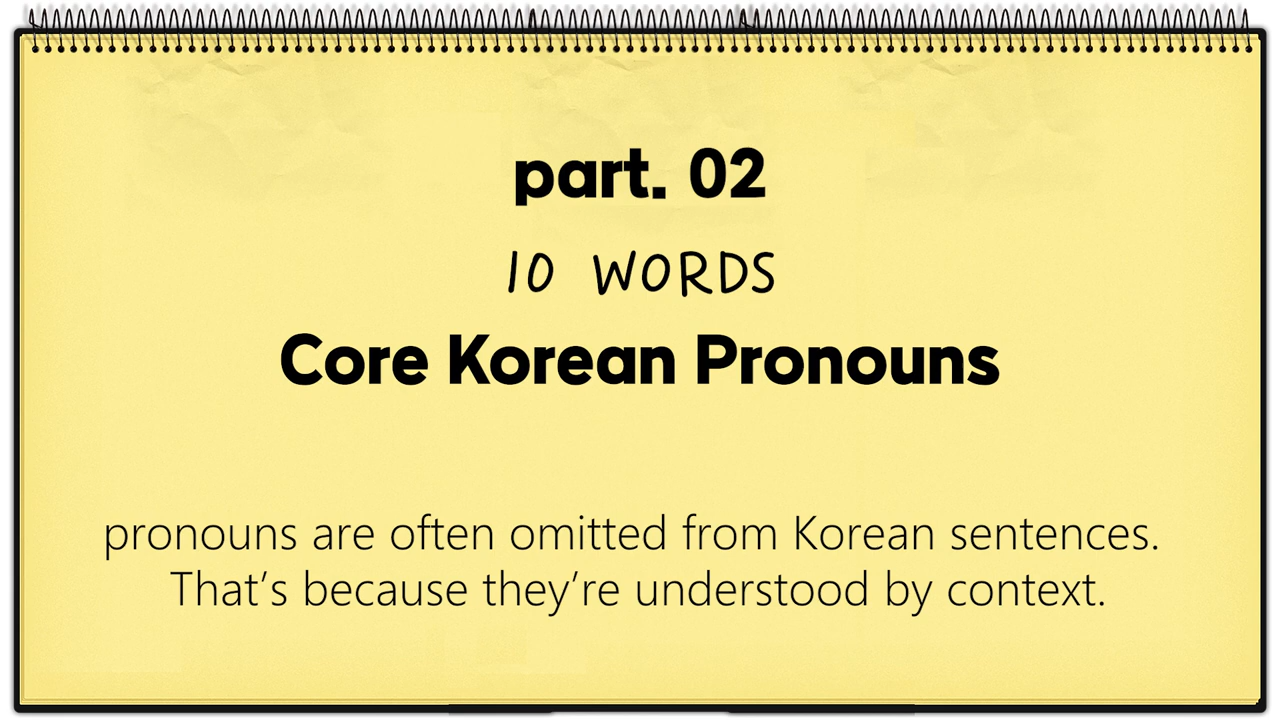 part. 02
10 WORDS
Core Korean Pronouns
pronouns are often omitted from Korean sentences.
That's because they're understood by context.